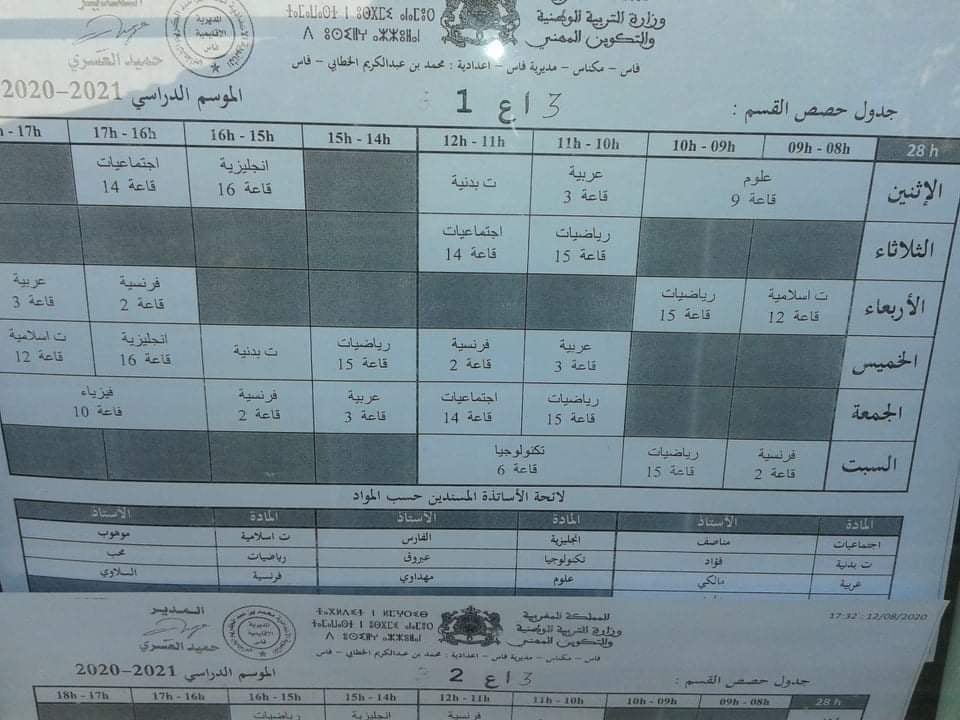 وزارة التربية الوطنية
والتكوين المهني
المديرية الإقليمية فاس
حميد العسري
فاس - مكناس - مديرية فاس - اعدادية : محمد بن عبدالكريم الخطابي - فاس
جدول حصص القسم : 3 اع 1 الموسم الدراسي 2020-2021
28 h 09h - 08h 10h - 09h 11h - 10h 12h - 11h 15h - 14h 16h - 15h 17h - 16h h - 17h
الإثنين علوم قاعة 9 عربية قاعة 3 ت بدنية انجليزية قاعة 16 اجتماعيات قاعة 14
الثلاثاء رياضيات قاعة 15 اجتماعيات قاعة 14
الأربعاء ت اسلامية قاعة 12 رياضيات قاعة 15 فرنسية قاعة 2 عربية قاعة 3
الخميس عربية قاعة 3 فرنسية قاعة 2 رياضيات قاعة 15 ت بدنية انجليزية قاعة 16 ت اسلامية قاعة 12
الجمعة رياضيات قاعة 15 اجتماعيات قاعة 14 عربية قاعة 3 فرنسية قاعة 2 فيزياء قاعة 10
السبت فرنسية قاعة 2 رياضيات قاعة 15 تكنولوجيا قاعة 6
لائحة الأساتذة المسندين حسب المواد
المادة الأستاذ المادة الأستاذ المادة الأستاذ
اجتماعيات مناصف انجليزية الفارس ت اسلامية موهوب
ت بدنية فؤاد تكنولوجيا عبروق رياضيات محب
عربية مالكي علوم مهداوي فرنسية السلاوي
17:32 : 12/08/2020
المملكة المغربية
وزارة التربية الوطنية
والتكوين المهني
المدير
حميد العسري
فاس - مكناس - مديرية فاس - اعدادية : محمد بن عبدالكريم الخطابي - فاس
جدول حصص القسم : 3 اع 2 الموسم الدراسي 2020-2021
28 h 09h - 08h 10h - 09h 11h - 10h 12h - 11h 15h - 14h 16h - 15h 17h - 16h 18h - 17h
فرنسية انجليزية رياضيات